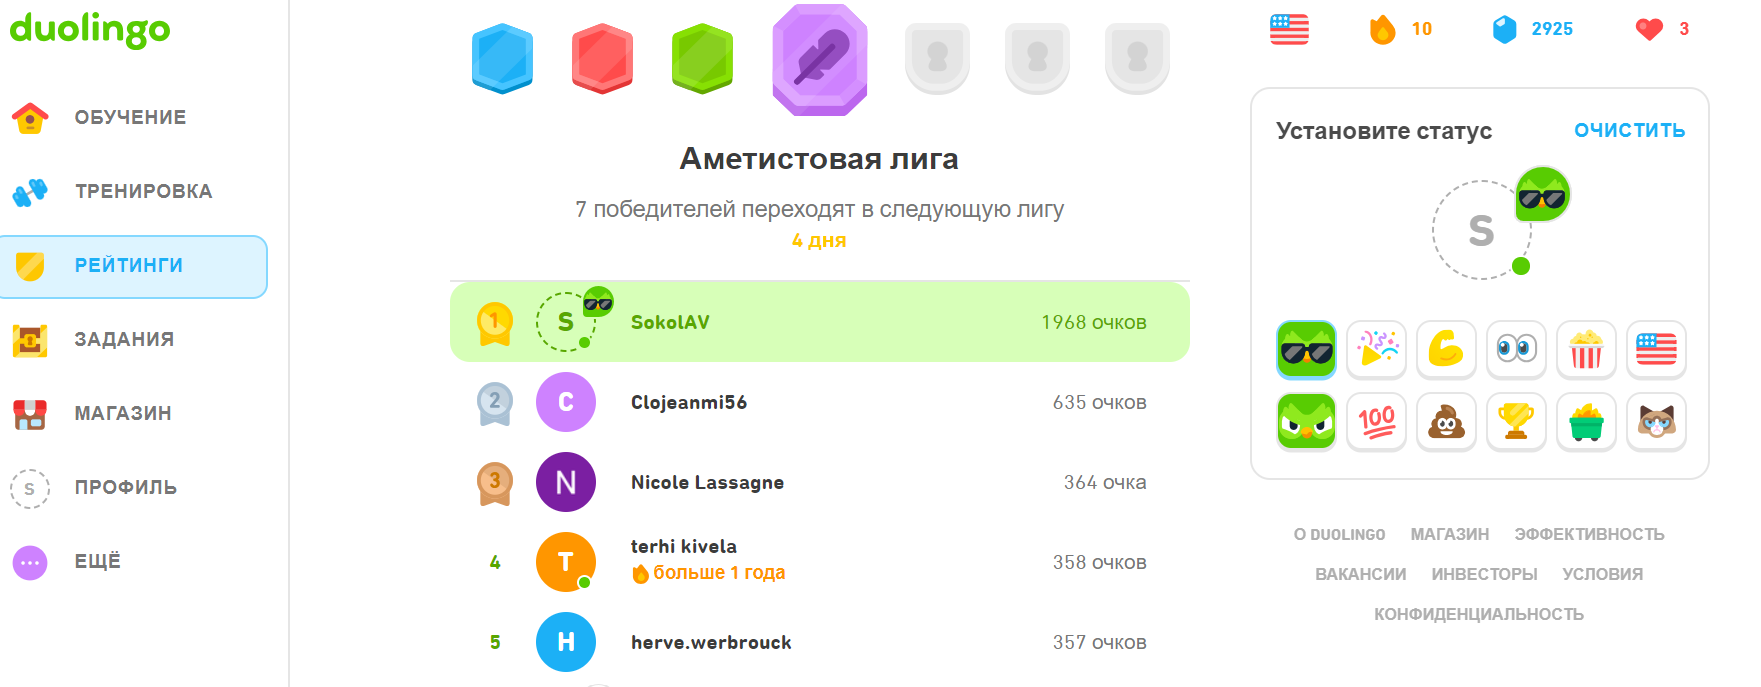 duolingo
ОБУЧЕНИЕ
ТРЕНИРОВКА
РЕЙТИНГИ
ЗАДАНИЯ
МАГАЗИН
S ПРОФИЛЬ
ЕЩЁ
Аметистовая лига
7 победителей переходят в следующую лигу
4 дня
1 S SokolAV 1968 очков
2 C Clojeanmi56 635 очков
3 N Nicole Lassagne 364 очка
4 T terhi kivela 358 очков
больше 1 года
5 H herve.werbrouck 357 очков
10 2925 3
Установите статус ОЧИСТИТЬ
S
100
О DUOLINGO МАГАЗИН ЭФФЕКТИВНОСТЬ
ВАКАНСИИ ИНВЕСТОРЫ УСЛОВИЯ
КОНФИДЕНЦИАЛЬНОСТЬ